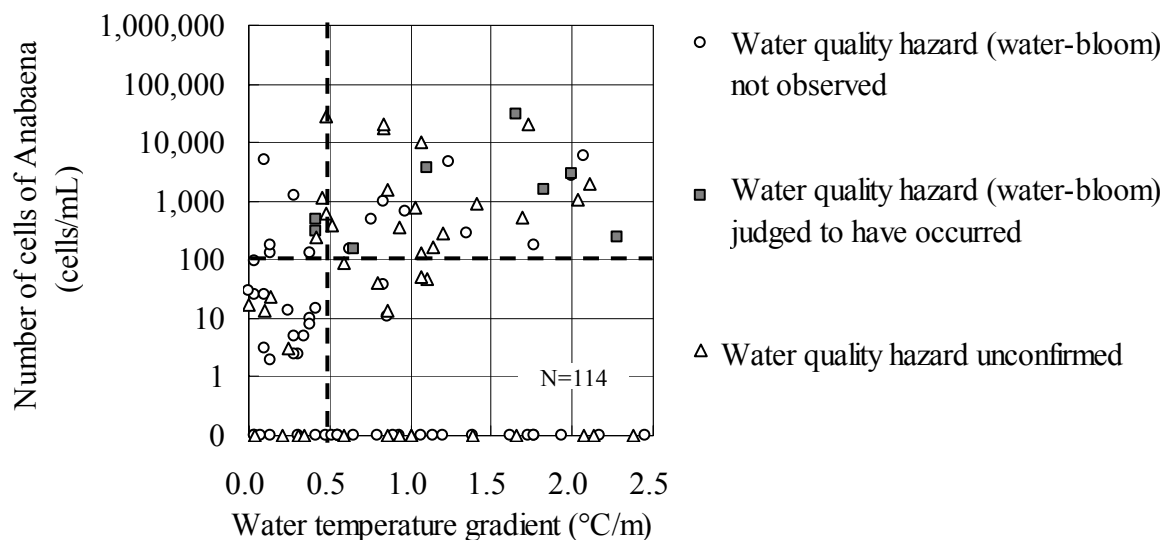 Number of cells of Anabaena
(cells/mL)
1,000,000
100,000
10,000
1,000
100
10
1
0
N=114
0.0 0.5 1.0 1.5 2.0 2.5
Water temperature gradient (°C/m)
Water quality hazard (water-bloom)
not observed
Water quality hazard (water-bloom)
judged to have occurred
Water quality hazard unconfirmed